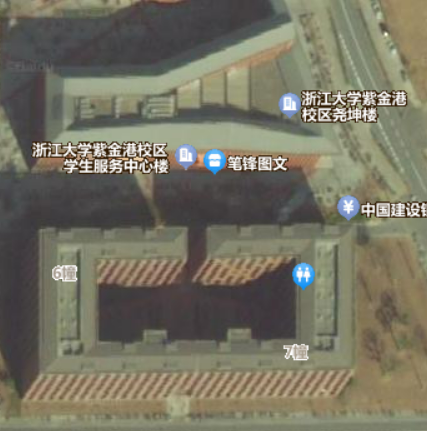 Baidu
浙江大学紫金港
校区尧坤楼
浙江大学紫金港校区
学生服务中心楼
笔锋图文
¥
中国建设银
6幢
7幢